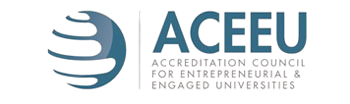 ACEEU
ACCREDITATION COUNCIL
FOR ENTREPRENEURIAL &
ENGAGED UNIVERSITIES